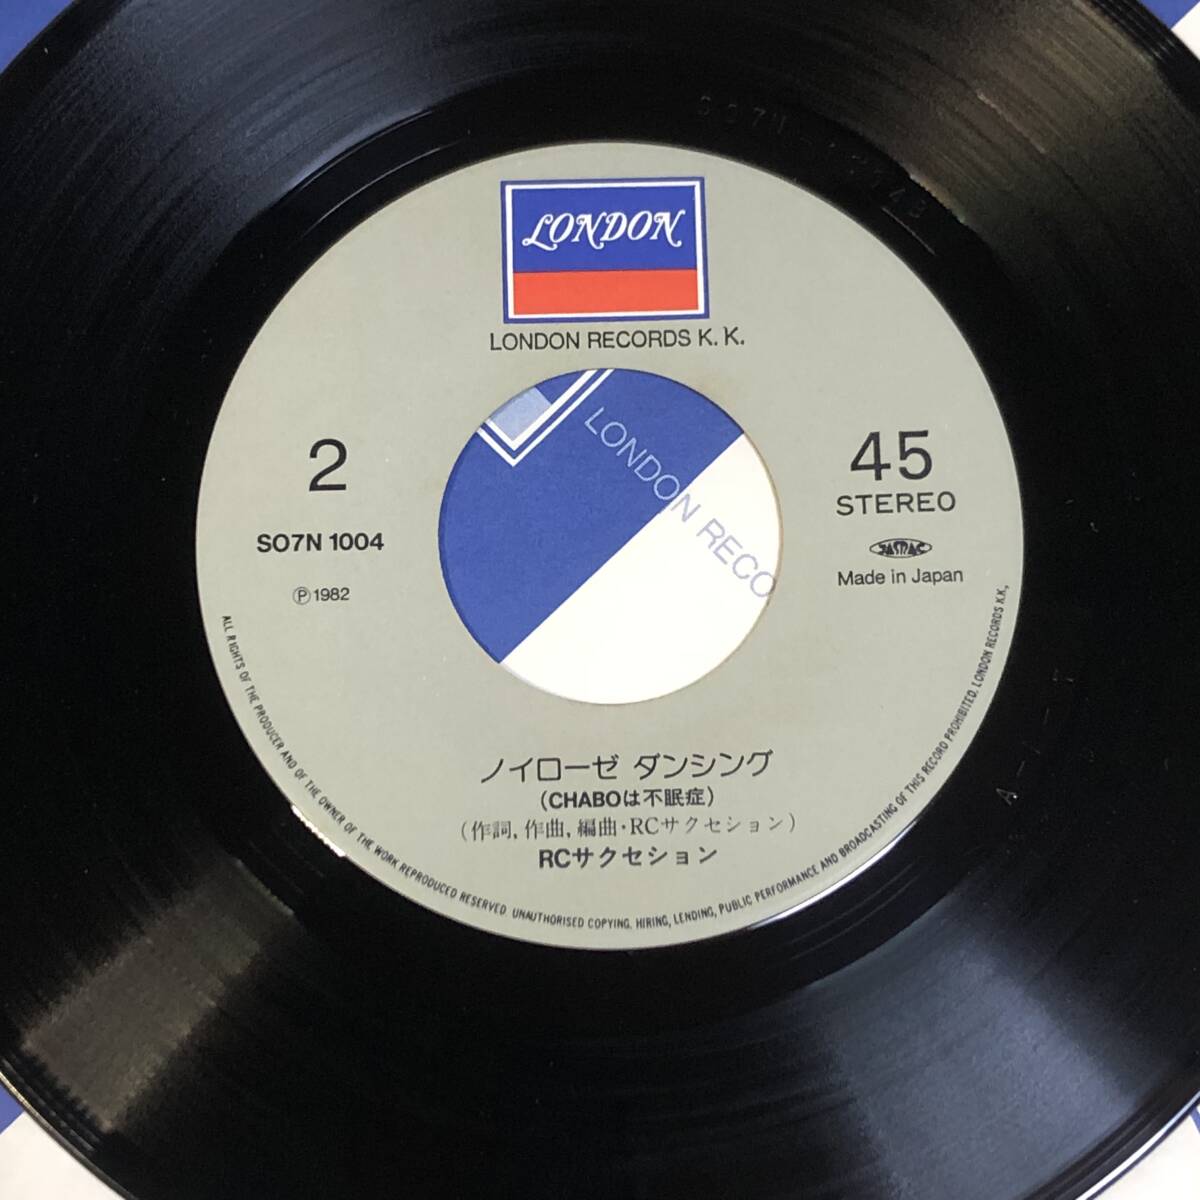 LONDON
LONDON RECORDS K. K.
2
SO7N 1004
Ⓟ1982
45
STEREO
JASRAC
Made in Japan
LONDON RECO
ノイローゼ ダンシング
(CHABOは不眠症)
(作詞, 作曲, 編曲・RCサクセション)
RCサクセション
ALL RIGHTS OF THE PRODUCER AND OF THE OWNER OF THE WORK REPRODUCED RESERVED. UNAUTHORISED COPYING, HIRING, LENDING, PUBLIC PERFORMANCE AND BROADCASTING OF THIS RECORD PROHIBITED. LONDON RECORDS K.K.